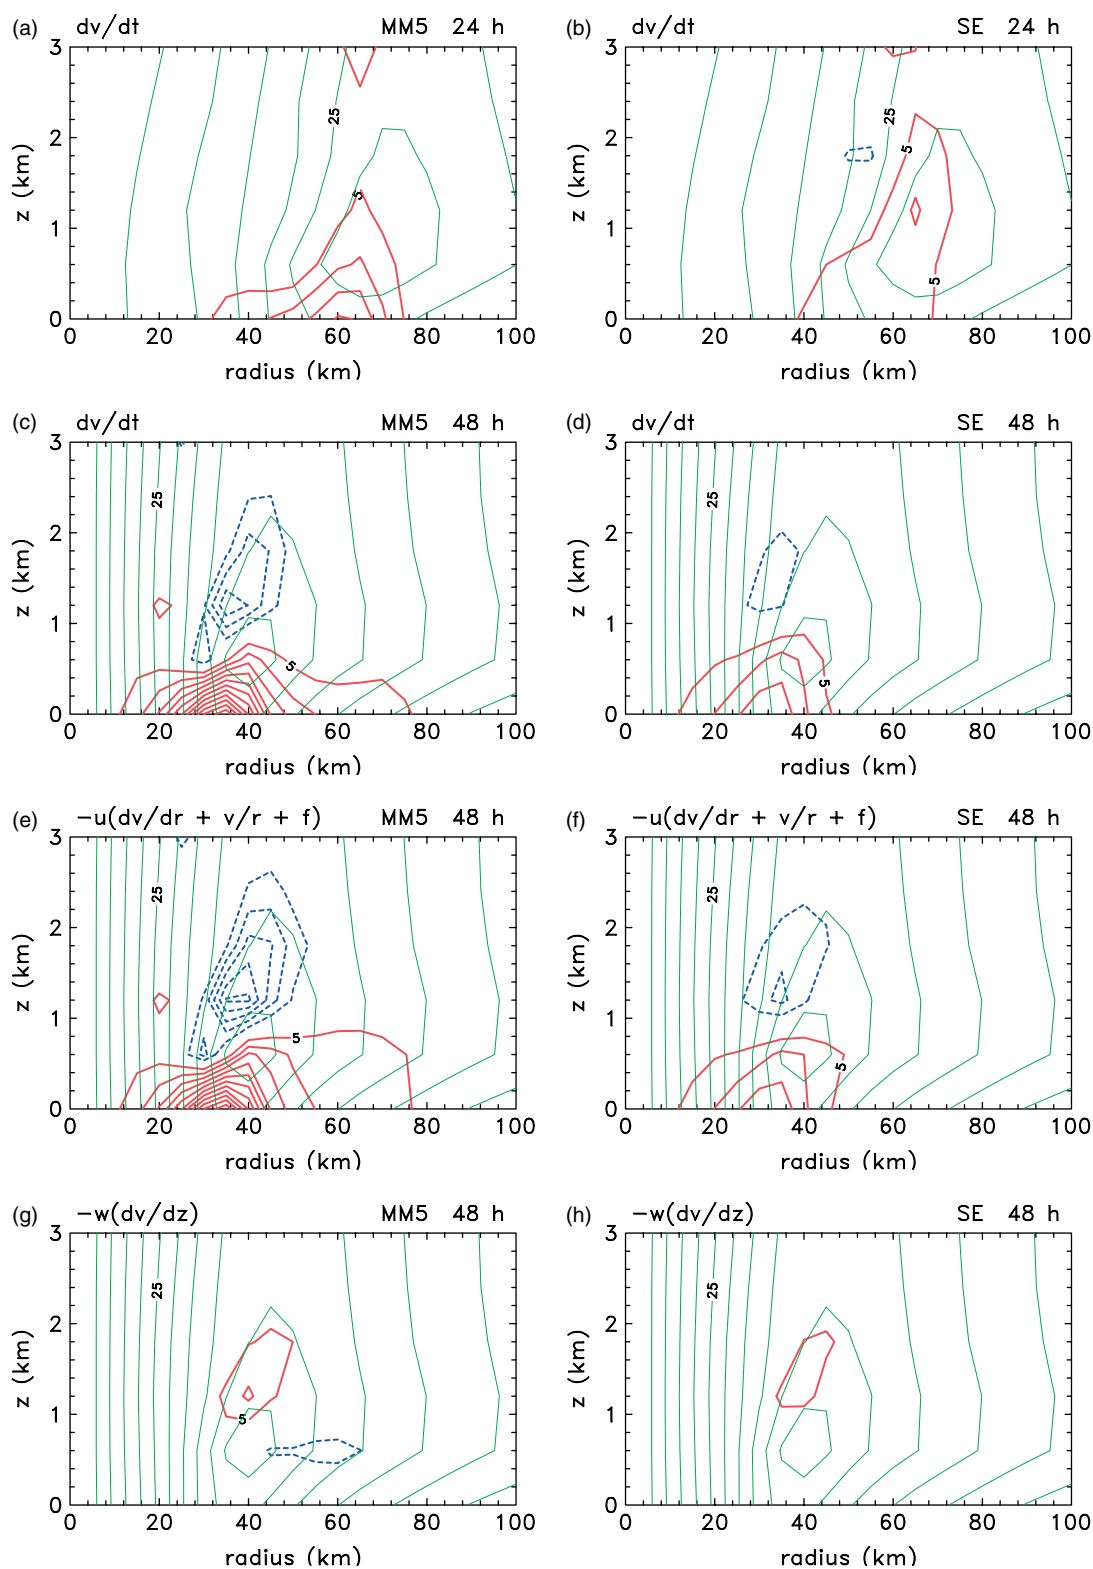 (a) dv/dt MM5 24 h (b) dv/dt SE 24 h
3 3
25 25
2 2
5
z (km) 5 z (km)
1 1
5
0 0
0 20 40 60 80 100 0 20 40 60 80 100
radius (km) radius (km)
(c) dv/dt MM5 48 h (d) dv/dt SE 48 h
3 3
25 25
2 2
z (km) z (km)
1 1
5 5
0 0
0 20 40 60 80 100 0 20 40 60 80 100
radius (km) radius (km)
(e) -u(dv/dr + v/r + f) MM5 48 h (f) -u(dv/dr + v/r + f) SE 48 h
3 3
25 25
2 2
z (km) z (km)
1 1
5 5
0 0
0 20 40 60 80 100 0 20 40 60 80 100
radius (km) radius (km)
(g) -w(dv/dz) MM5 48 h (h) -w(dv/dz) SE 48 h
3 3
25 25
2 2
z (km) z (km)
1 1
5
0 0
0 20 40 60 80 100 0 20 40 60 80 100
radius (km) radius (km)